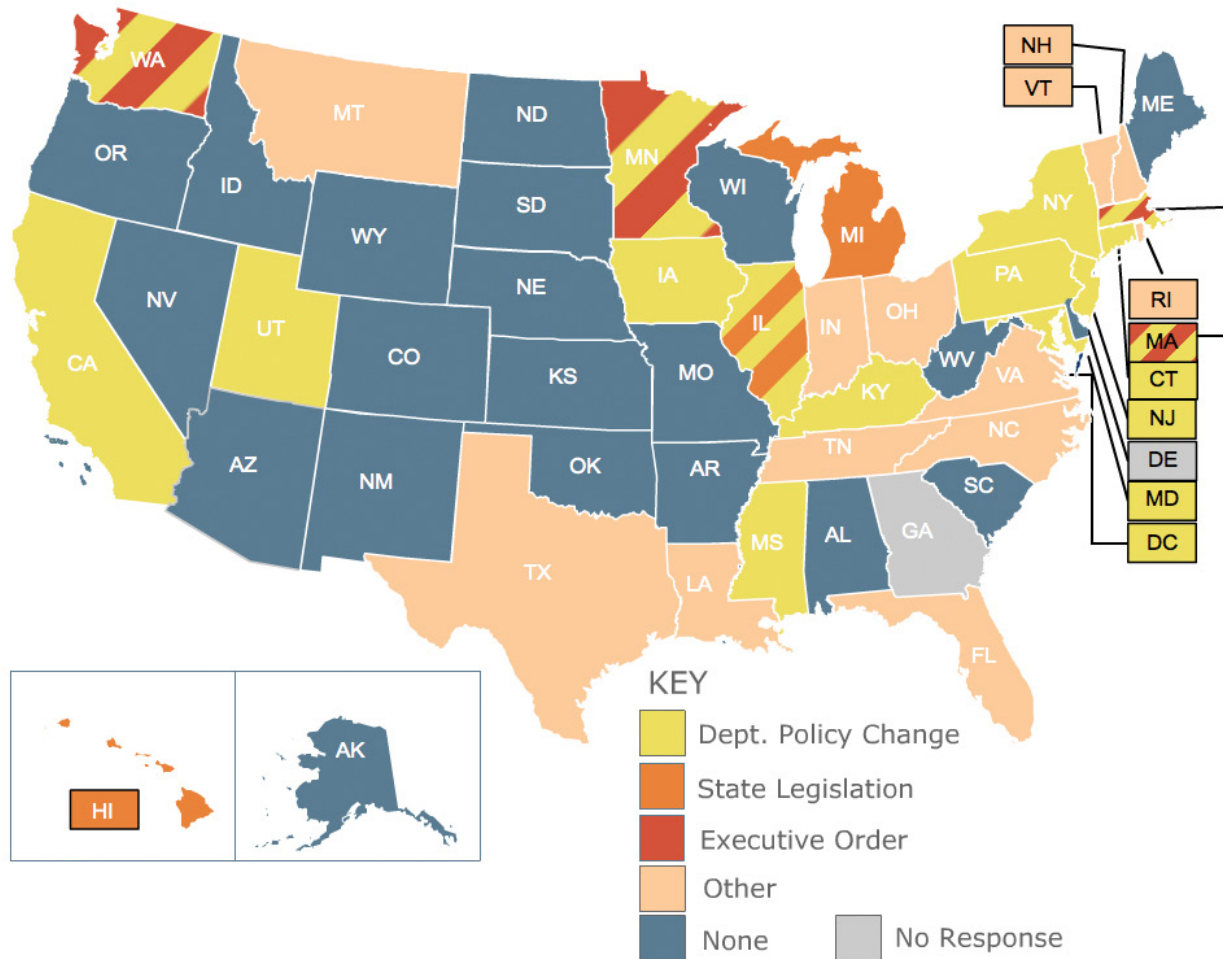 NH
WA
VT
ME
MT
ND
OR
MN
ID
WI
SD
NY
WY
MI
IA
PA
NE
NV
RI
IL
OH
IN
UT
MA
CA
CO
WV
CT
KS
MO
VA
KY
NJ
NC
TN
DE
AZ
OK
AR
NM
SC
MD
MS
AL
GA
DC
TX
LA
FL
KEY
Dept. Policy Change
AK
State Legislation
HI
Executive Order
Other
None
No Response